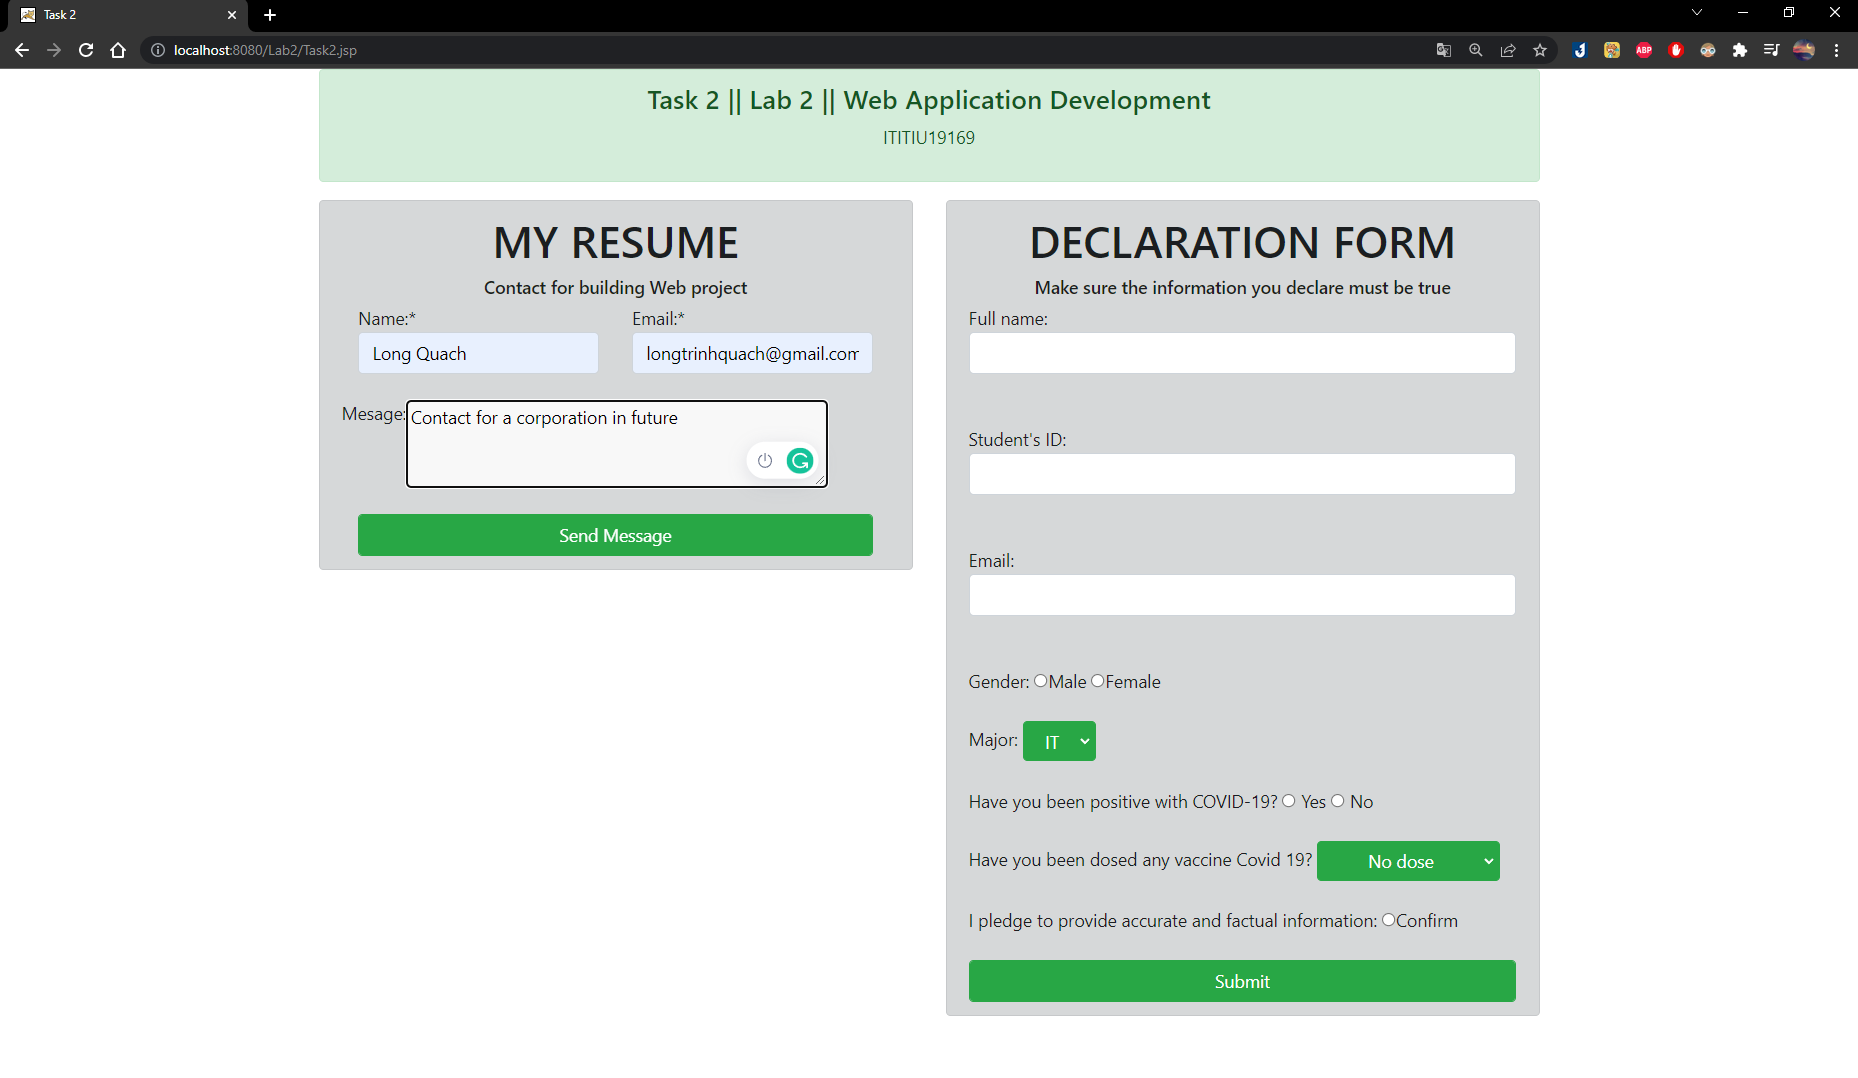 Task 2
localhost:8080/Lab2/Task2.jsp
ABP
Task 2 || Lab 2 || Web Application Development
ITITIU19169
MY RESUME
Contact for building Web project
Name:* Email:*
Long Quach longtrinhquach@gmail.com
Mesage: Contact for a corporation in future
Send Message
DECLARATION FORM
Make sure the information you declare must be true
Full name:
Student's ID:
Email:
Gender: Male Female
Major: IT
Have you been positive with COVID-19? Yes No
Have you been dosed any vaccine Covid 19? No dose
I pledge to provide accurate and factual information: Confirm
Submit